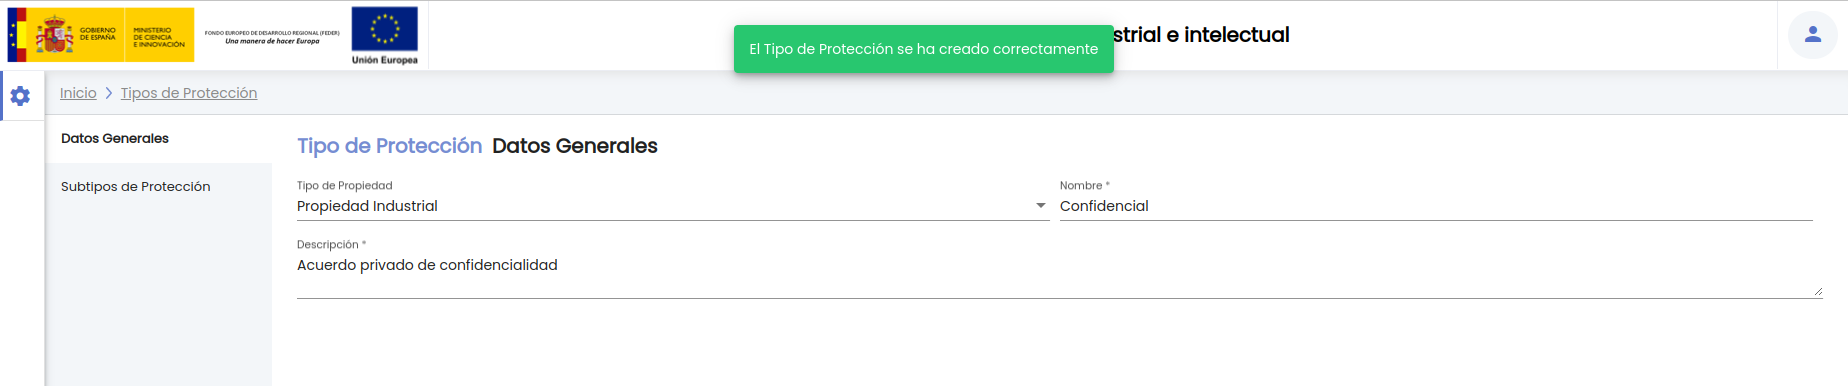 GOBIERNO
DE ESPAÑA
MINISTERIO
DE CIENCIA
E INNOVACIÓN
FONDO EUROPEO DE DESARROLLO REGIONAL (FEDER)
Una manera de hacer Europa
Unión Europea
El Tipo de Protección se ha creado correctamente
strial e intelectual
Inicio > Tipos de Protección
Datos Generales
Subtipos de Protección
Tipo de Protección Datos Generales
Tipo de Propiedad
Propiedad Industrial
Nombre *
Confidencial
Descripción *
Acuerdo privado de confidencialidad